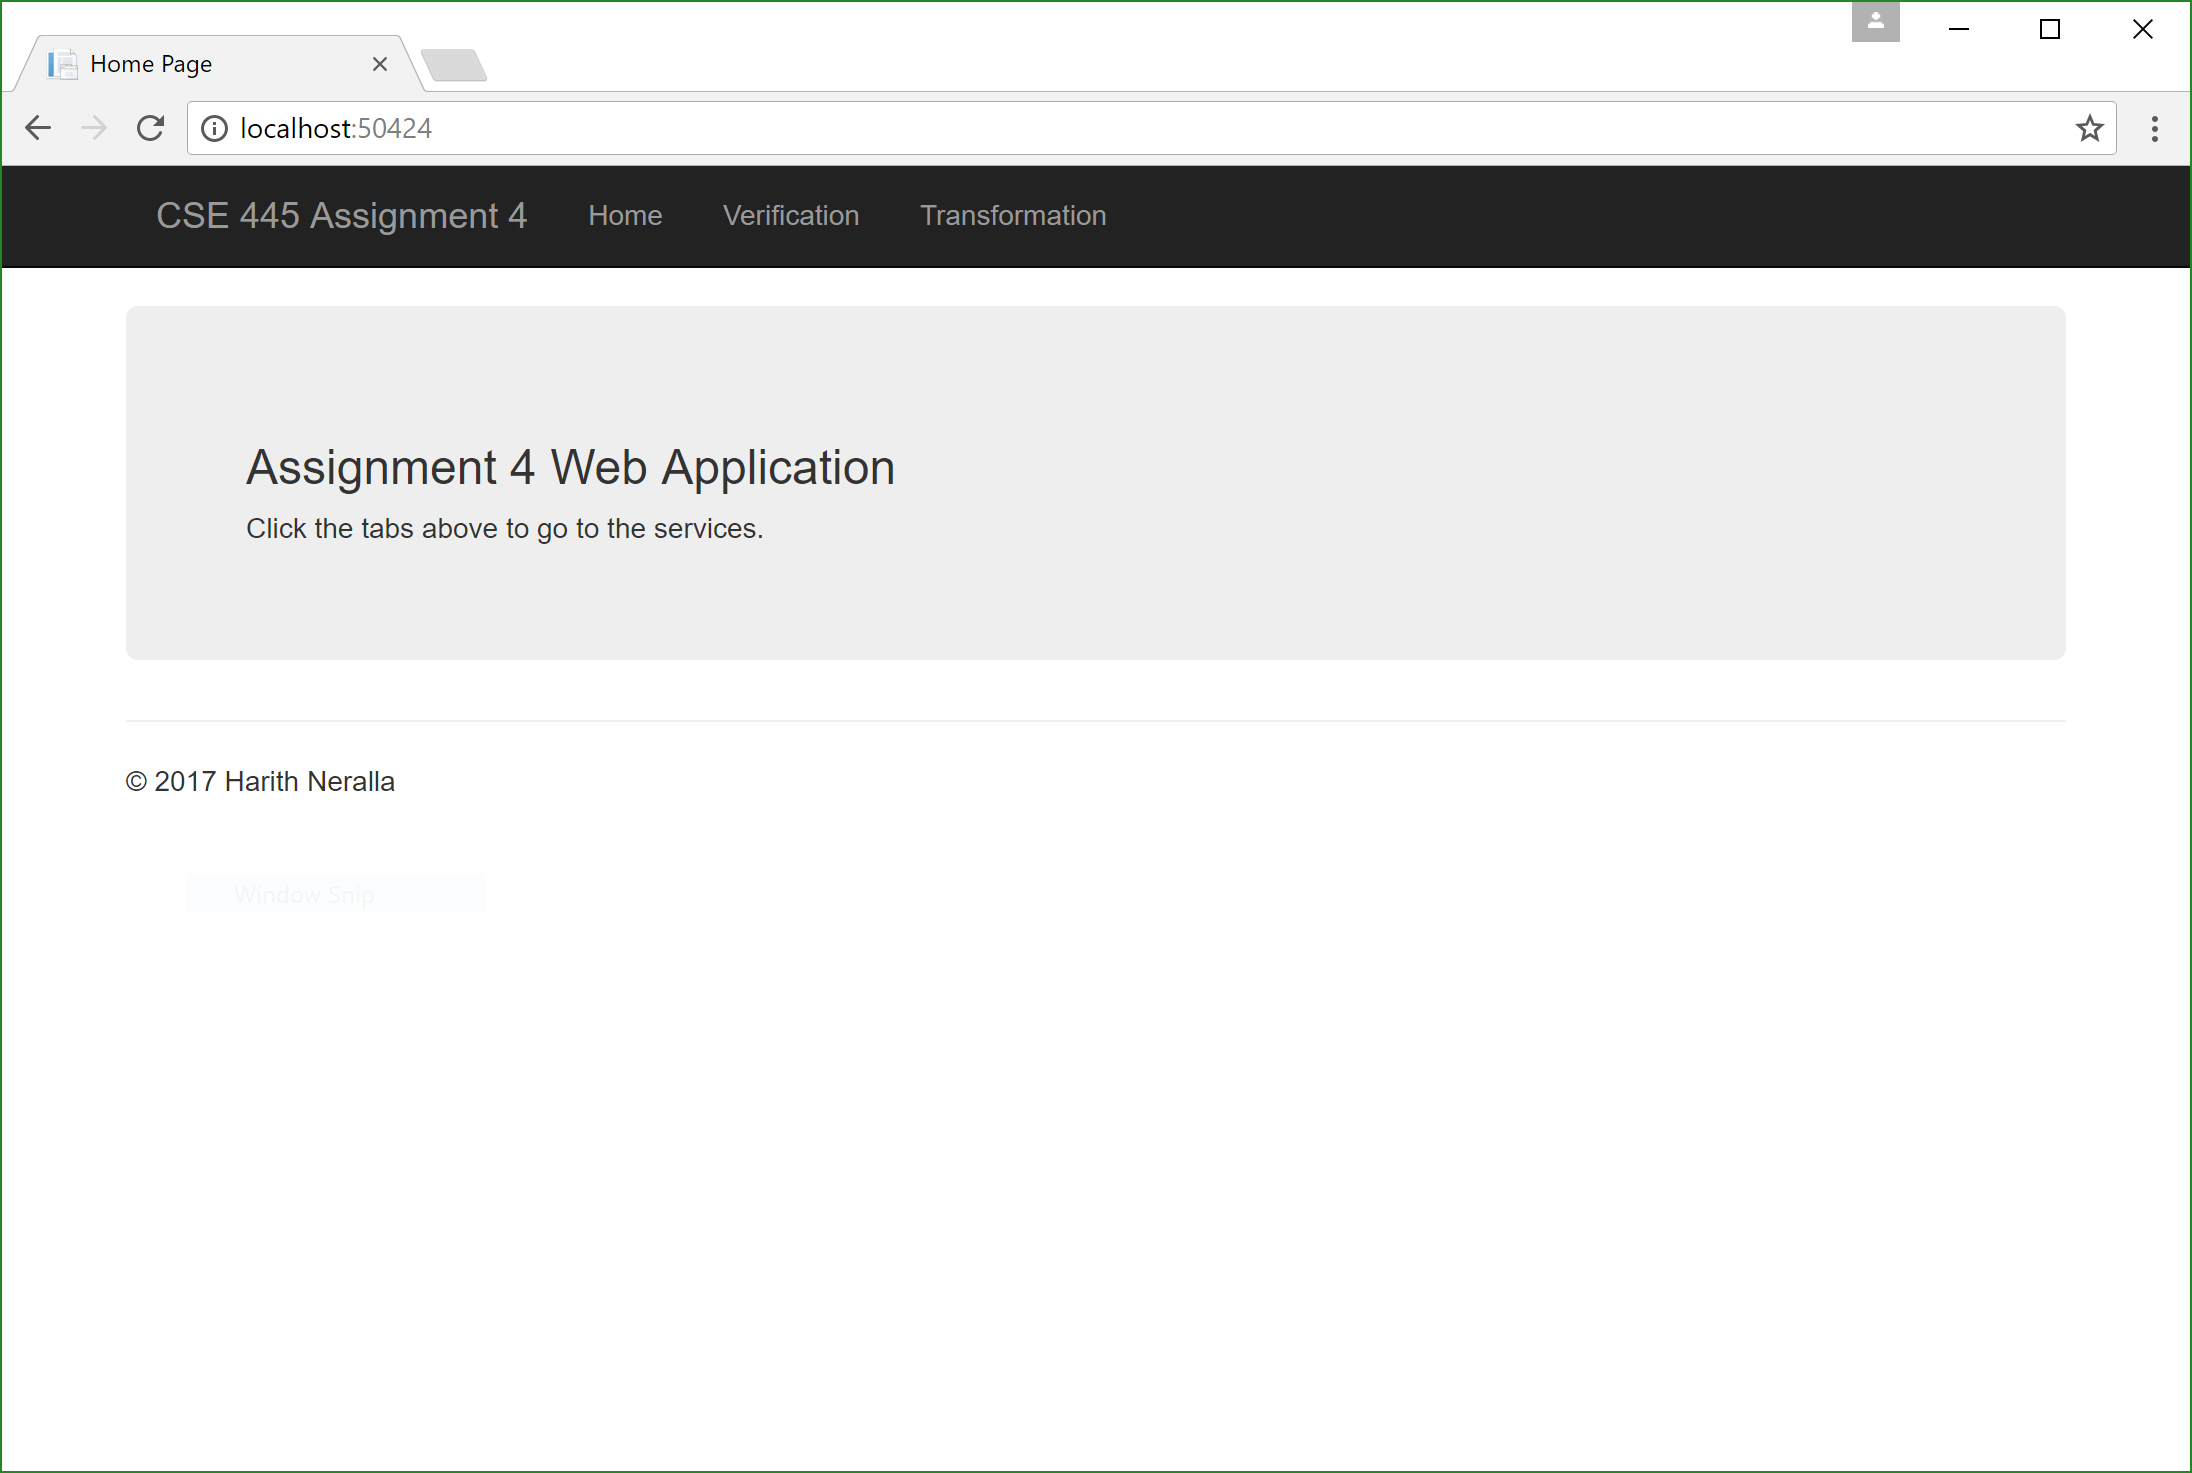 Home Page
localhost:50424
CSE 445 Assignment 4 Home Verification Transformation
Assignment 4 Web Application
Click the tabs above to go to the services.
© 2017 Harith Neralla
Window Snip